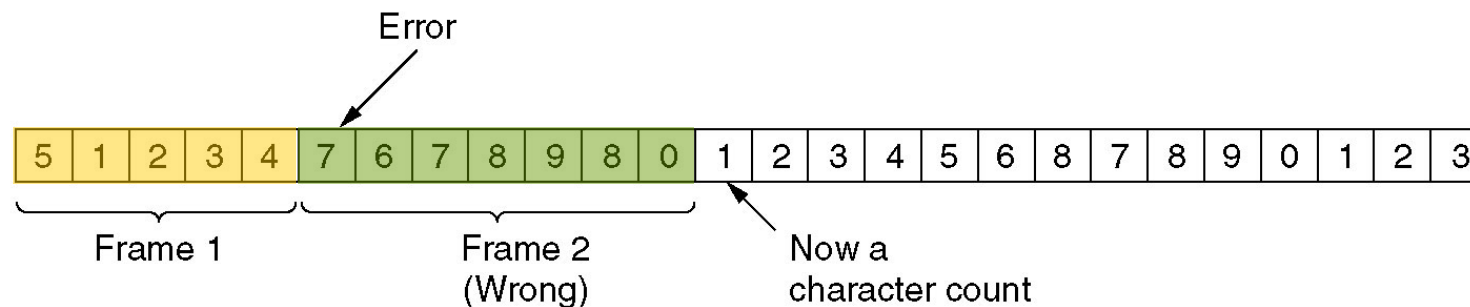 Error
5 1 2 3 4 7 6 7 8 9 8 0 1 2 3 4 5 6 8 7 8 9 0 1 2 3
Frame 1
Frame 2
(Wrong)
Now a
character count